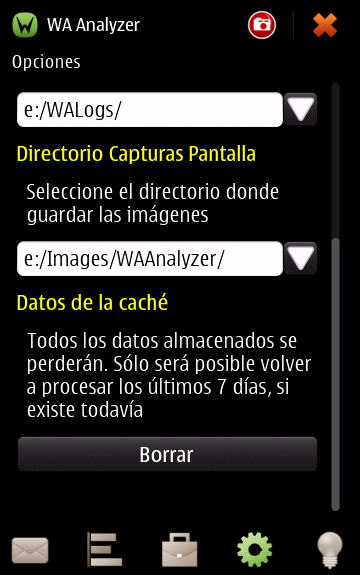 WA Analyzer
Opciones
e:/WALogs/
Directorio Capturas Pantalla
Seleccione el directorio donde
guardar las imágenes
e:/Images/WAAnalyzer/
Datos de la caché
Todos los datos almacenados se
perderán. Sólo será posible volver
a procesar los últimos 7 días, si
existe todavía
Borrar